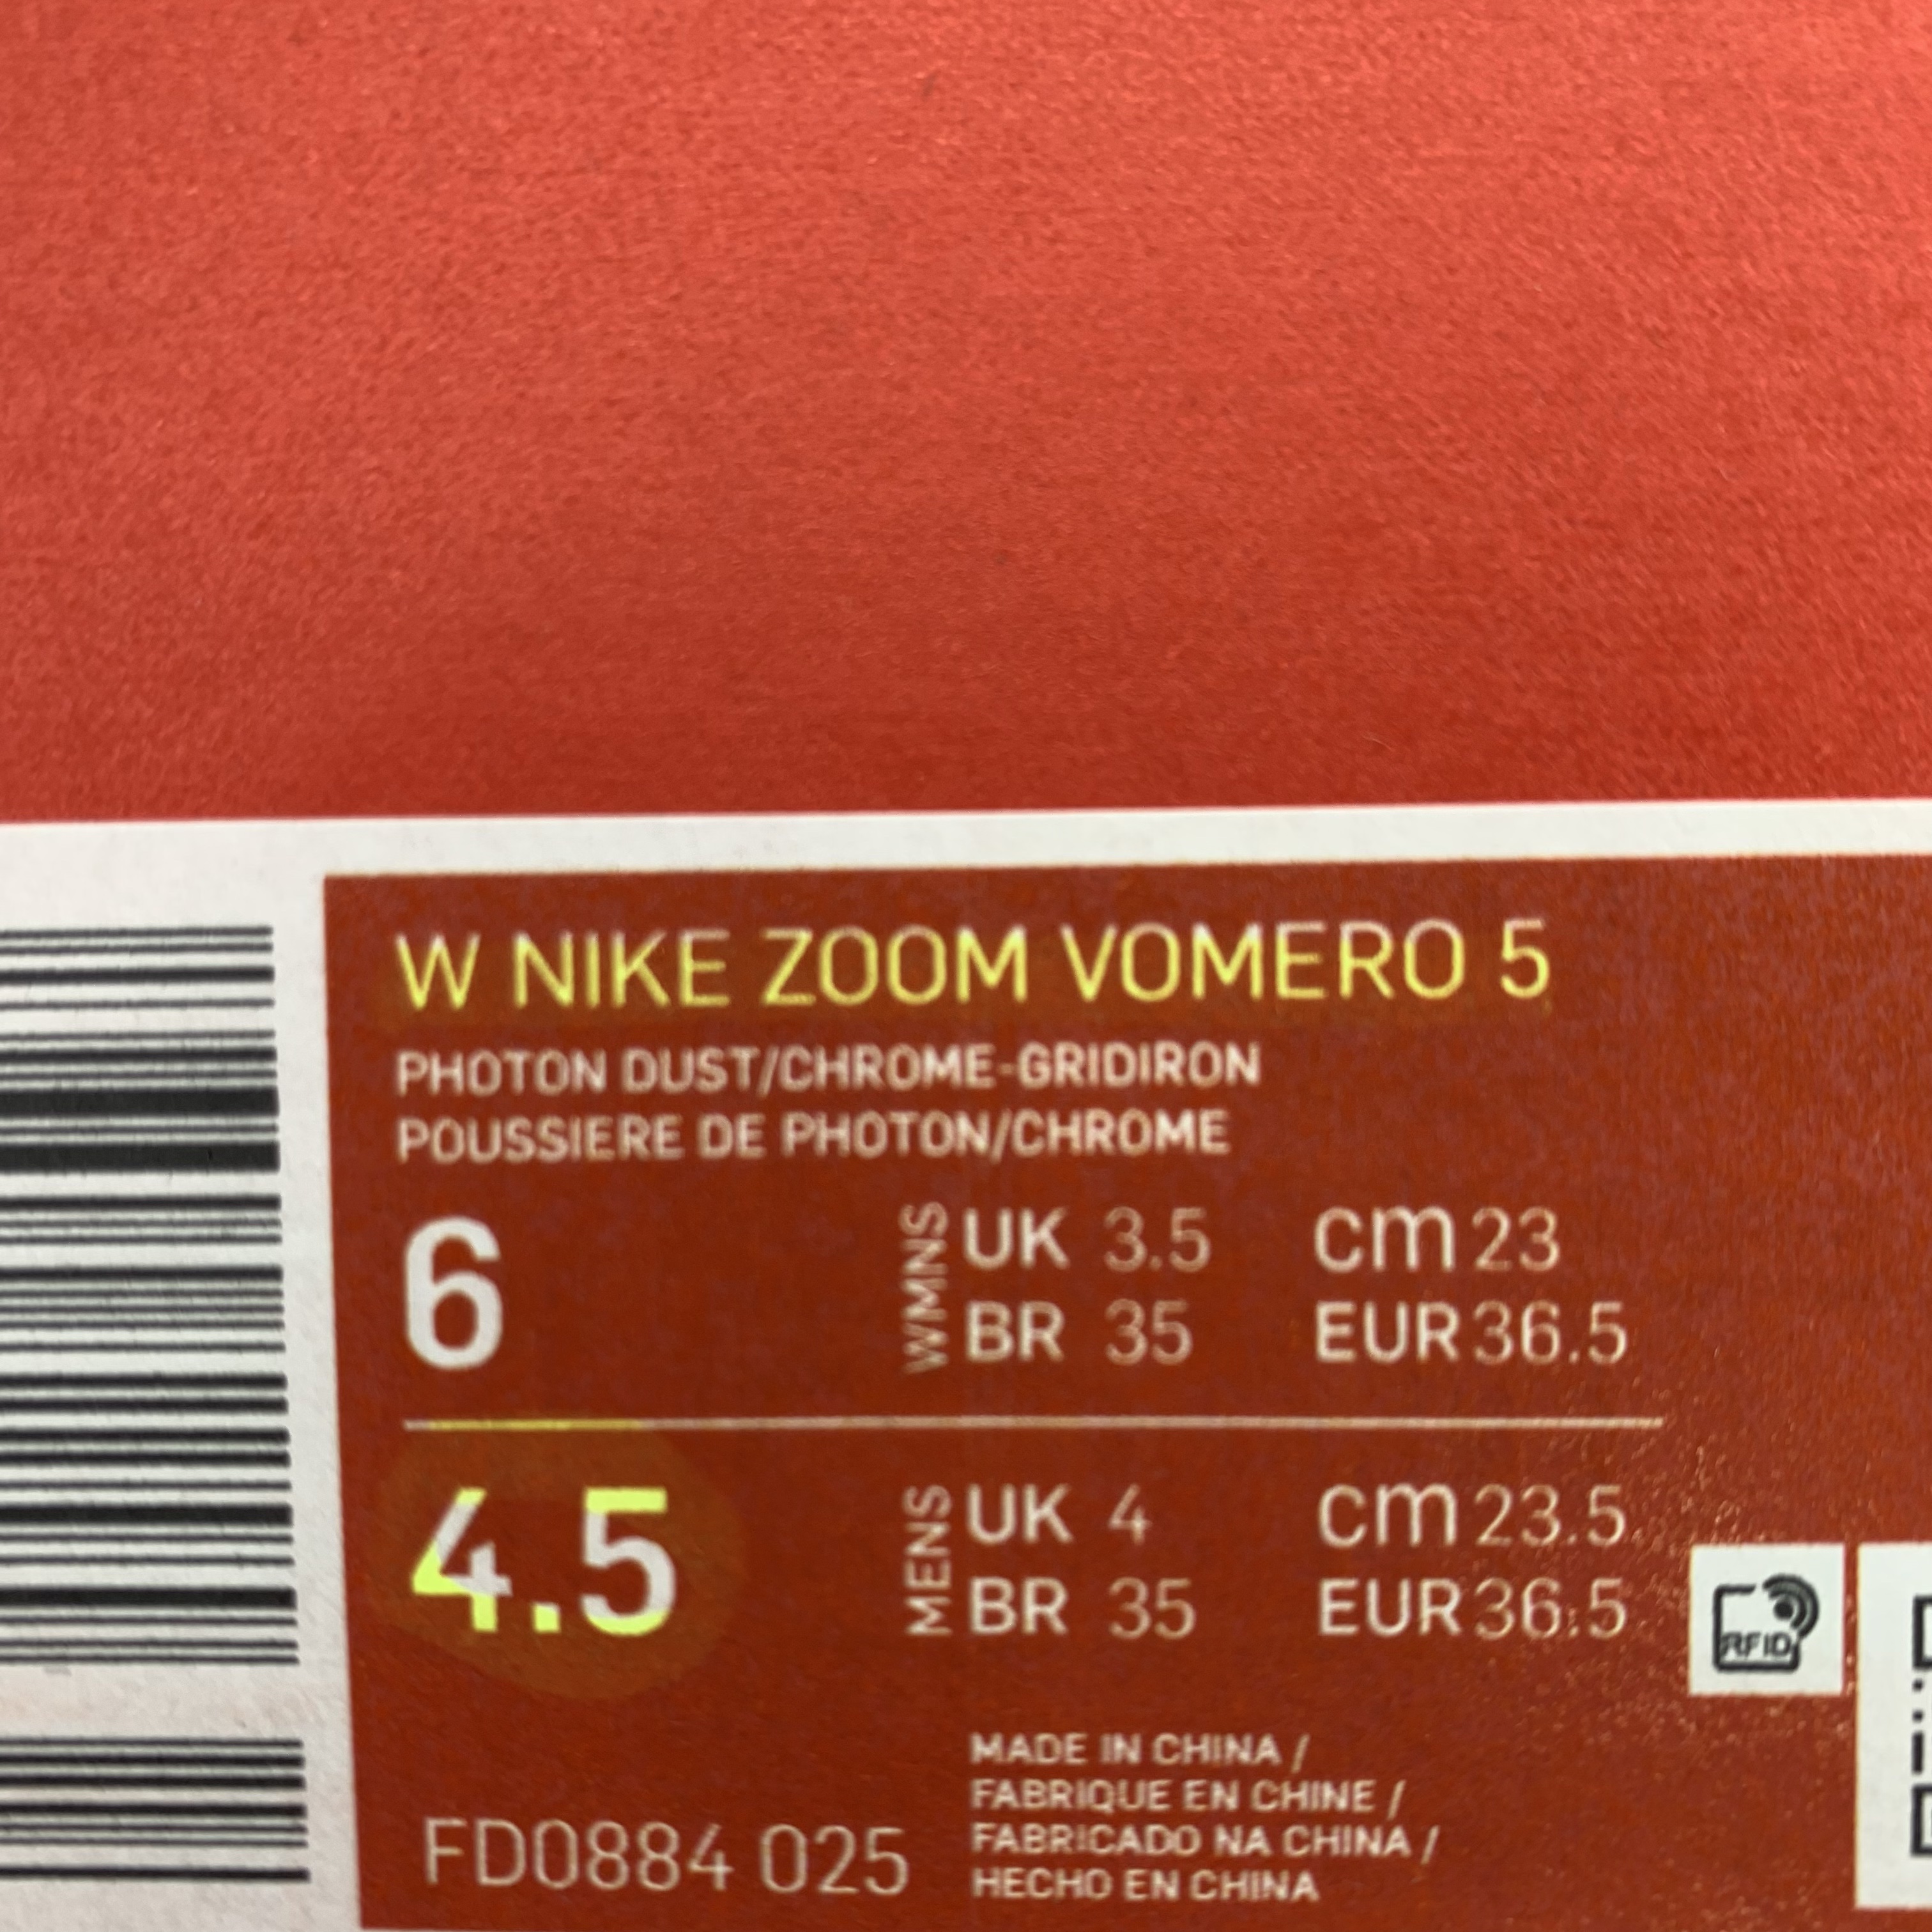 W NIKE ZOOM VOMERO 5
PHOTON DUST/CHROME-GRIDIRON
POUSSIERE DE PHOTON/CHROME
6
WMNS
UK 3.5 cm 23
BR 35 EUR 36.5
4.5
MENS
UK 4 cm 23.5
BR 35 EUR 36.5
RFID
MADE IN CHINA /
FABRIQUE EN CHINE /
FABRICADO NA CHINA /
HECHO EN CHINA
FD0884 025